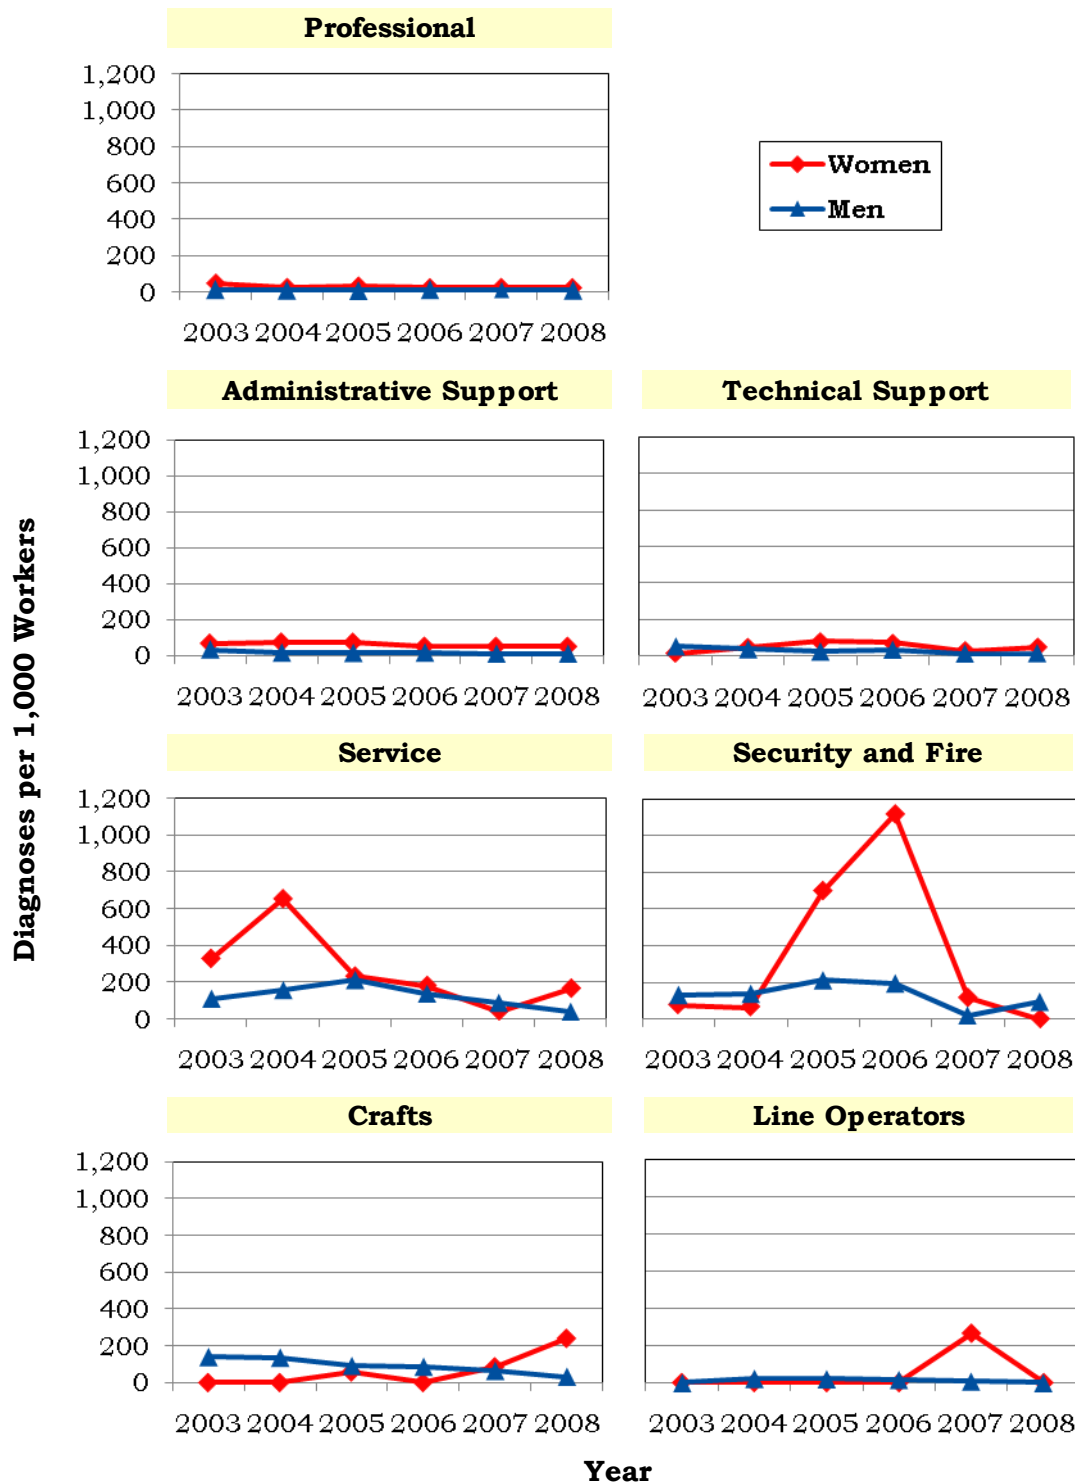 Professional
1,200
1,000
800
600
400
200
0
2003 2004 2005 2006 2007 2008
Women
Men
Administrative Support
1,200
1,000
800
600
400
200
0
2003 2004 2005 2006 2007 2008
Technical Support
2003 2004 2005 2006 2007 2008
Diagnoses per 1,000 Workers
Service
1,200
1,000
800
600
400
200
0
2003 2004 2005 2006 2007 2008
Security and Fire
2003 2004 2005 2006 2007 2008
Crafts
1,200
1,000
800
600
400
200
0
2003 2004 2005 2006 2007 2008
Line Operators
2003 2004 2005 2006 2007 2008
Year